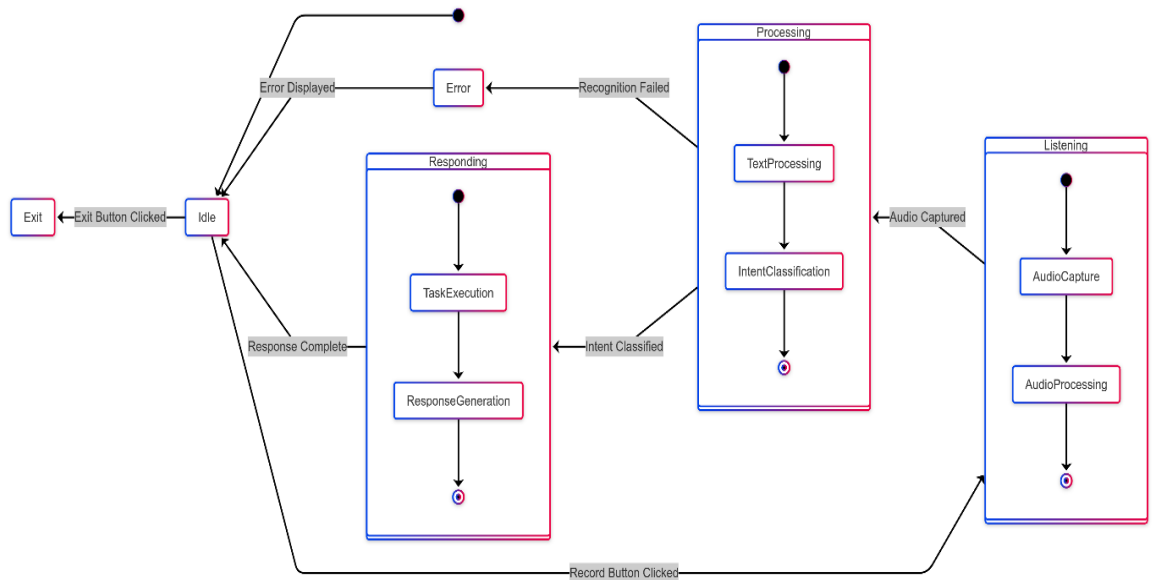 Processing
Error Displayed
Error
Recognition Failed
Listening
Responding
TextProcessing
Exit
Exit Button Clicked
Idle
Audio Captured
IntentClassification
AudioCapture
TaskExecution
Response Complete
Intent Classified
AudioProcessing
ResponseGeneration
Record Button Clicked